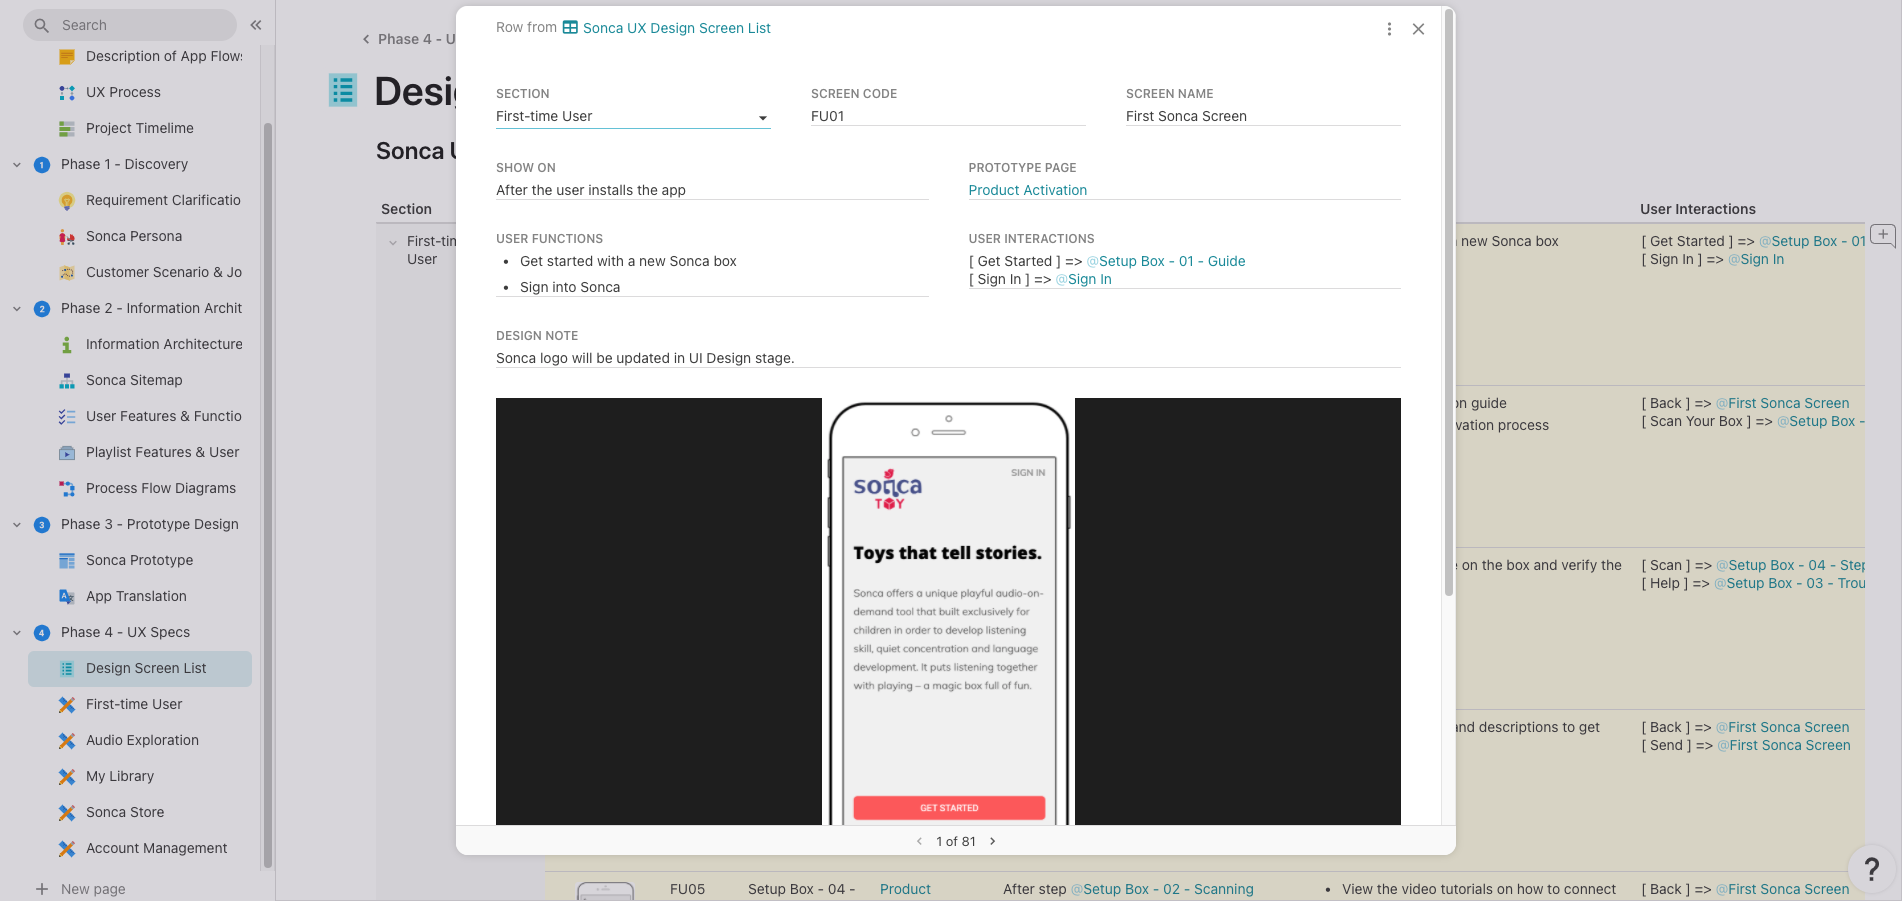 Search
Description of App Flow
UX Process
Project Timeline
1 Phase 1 - Discovery
Requirement Clarificatio
Sonca Persona
Customer Scenario & Jo
2 Phase 2 - Information Archit
Information Architecture
Sonca Sitemap
User Features & Functio
Playlist Features & User
Process Flow Diagrams
3 Phase 3 - Prototype Design
Sonca Prototype
App Translation
4 Phase 4 - UX Specs
Design Screen List
First-time User
Audio Exploration
My Library
Sonca Store
Account Management
New page
Phase 4 - U
Desi
Sonca U
Section
First-tim
User
Row from Sonca UX Design Screen List
SECTION
First-time User
SCREEN CODE
FU01
SCREEN NAME
First Sonca Screen
SHOW ON
After the user installs the app
PROTOTYPE PAGE
Product Activation
USER FUNCTIONS
• Get started with a new Sonca box
• Sign into Sonca
USER INTERACTIONS
[ Get Started ] => @Setup Box - 01 - Guide
[ Sign In ] => @Sign In
DESIGN NOTE
Sonca logo will be updated in UI Design stage.
sonca
TOY
SIGN IN
Toys that tell stories.
Sonca offers a unique playful audio-on-
demand tool that built exclusively for
children in order to develop listening
skill, quiet concentration and language
development. It puts listening together
with playing – a magic box full of fun.
GET STARTED
1 of 81
User Interactions
new Sonca box
[ Get Started ] => @Setup Box - 01
[ Sign In ] => @Sign In
on guide
vation process
[ Back ] => @First Sonca Screen
[ Scan Your Box ] => @Setup Box -
e on the box and verify the
[ Scan ] => @Setup Box - 04 - Step
[ Help ] => @Setup Box - 03 - Trou
and descriptions to get
[ Back ] => @First Sonca Screen
[ Send ] => @First Sonca Screen
FU05
Setup Box - 04 -
Product
After step @Setup Box - 02 - Scanning
• View the video tutorials on how to connect
[ Back ] => @First Sonca Screen
?